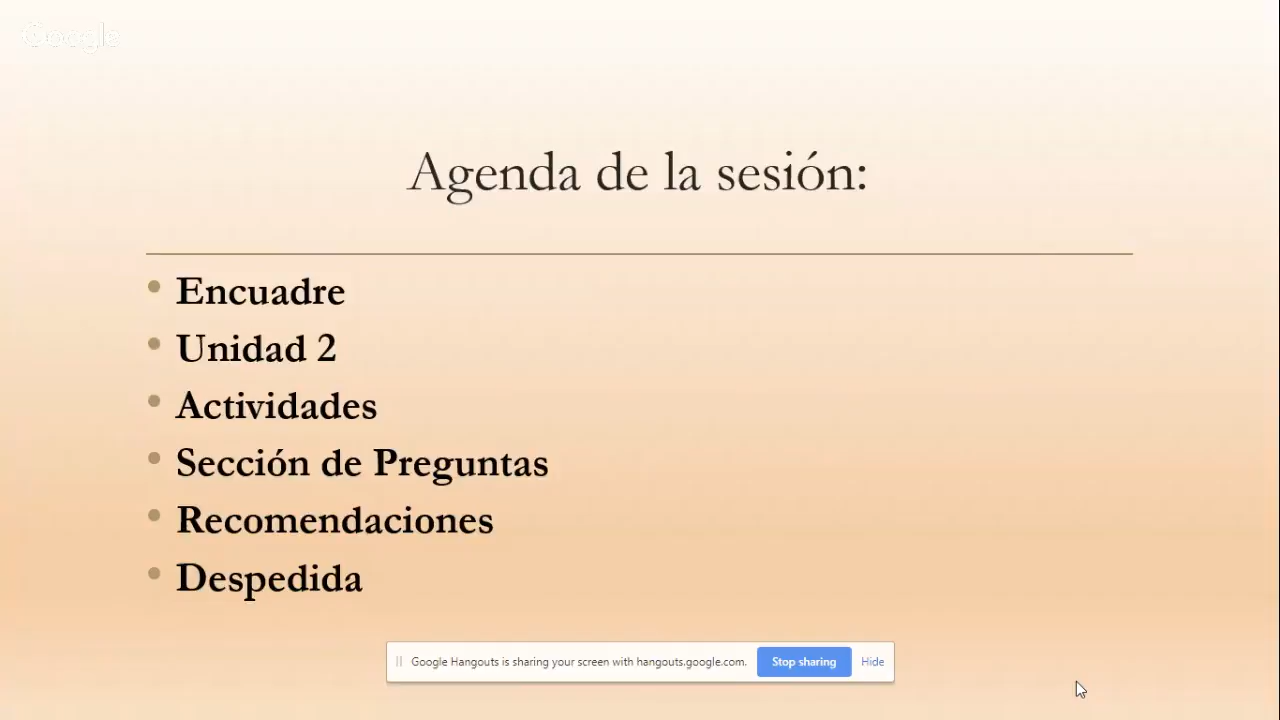 Google
Agenda de la sesión:
• Encuadre
• Unidad 2
• Actividades
• Sección de Preguntas
• Recomendaciones
• Despedida
Google Hangouts is sharing your screen with hangouts.google.com. Stop sharing Hide